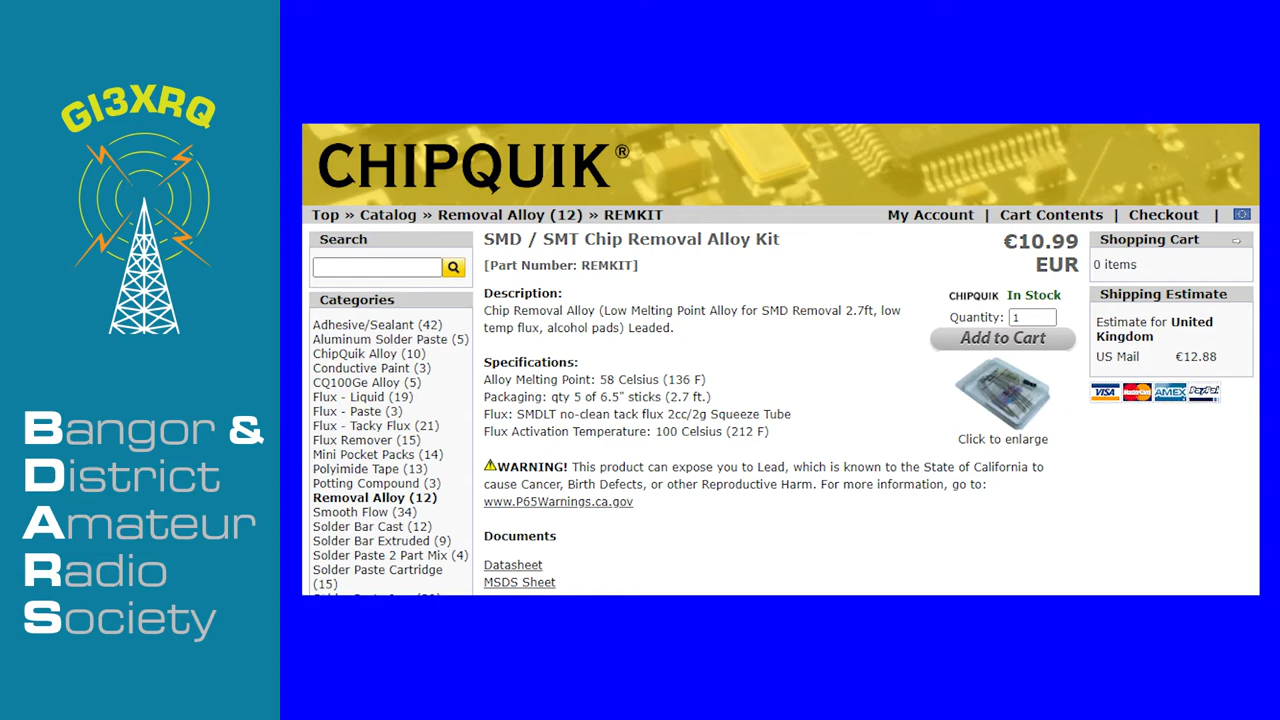 GI3XRQ
Bangor &
District
Amateur
Radio
Society
CHIPQUIK®
Top » Catalog » Removal Alloy (12) » REMKIT
My Account | Cart Contents | Checkout |
Search
Categories
Adhesive/Sealant (42)
Aluminum Solder Paste (5)
ChipQuik Alloy (10)
Conductive Paint (3)
CQ100Ge Alloy (5)
Flux - Liquid (19)
Flux - Paste (3)
Flux - Tacky Flux (21)
Flux Remover (15)
Mini Pocket Packs (14)
Polyimide Tape (13)
Potting Compound (3)
Removal Alloy (12)
Smooth Flow (34)
Solder Bar Cast (12)
Solder Bar Extruded (9)
Solder Paste 2 Part Mix (4)
Solder Paste Cartridge
(15)
SMD / SMT Chip Removal Alloy Kit
[Part Number: REMKIT]
Description:
Chip Removal Alloy (Low Melting Point Alloy for SMD Removal 2.7ft, low
temp flux, alcohol pads) Leaded.
Specifications:
Alloy Melting Point: 58 Celsius (136 F)
Packaging: qty 5 of 6.5" sticks (2.7 ft.)
Flux: SMDLT no-clean tack flux 2cc/2g Squeeze Tube
Flux Activation Temperature: 100 Celsius (212 F)
WARNING! This product can expose you to Lead, which is known to the State of California to
cause Cancer, Birth Defects, or other Reproductive Harm. For more information, go to:
www.P65Warnings.ca.gov
Documents
Datasheet
MSDS Sheet
€10.99
EUR
CHIPQUIK In Stock
Quantity: 1
Add to Cart
Click to enlarge
Shopping Cart
0 items
Shipping Estimate
Estimate for United
Kingdom
US Mail €12.88
VISA MasterCard AMEX PayPal